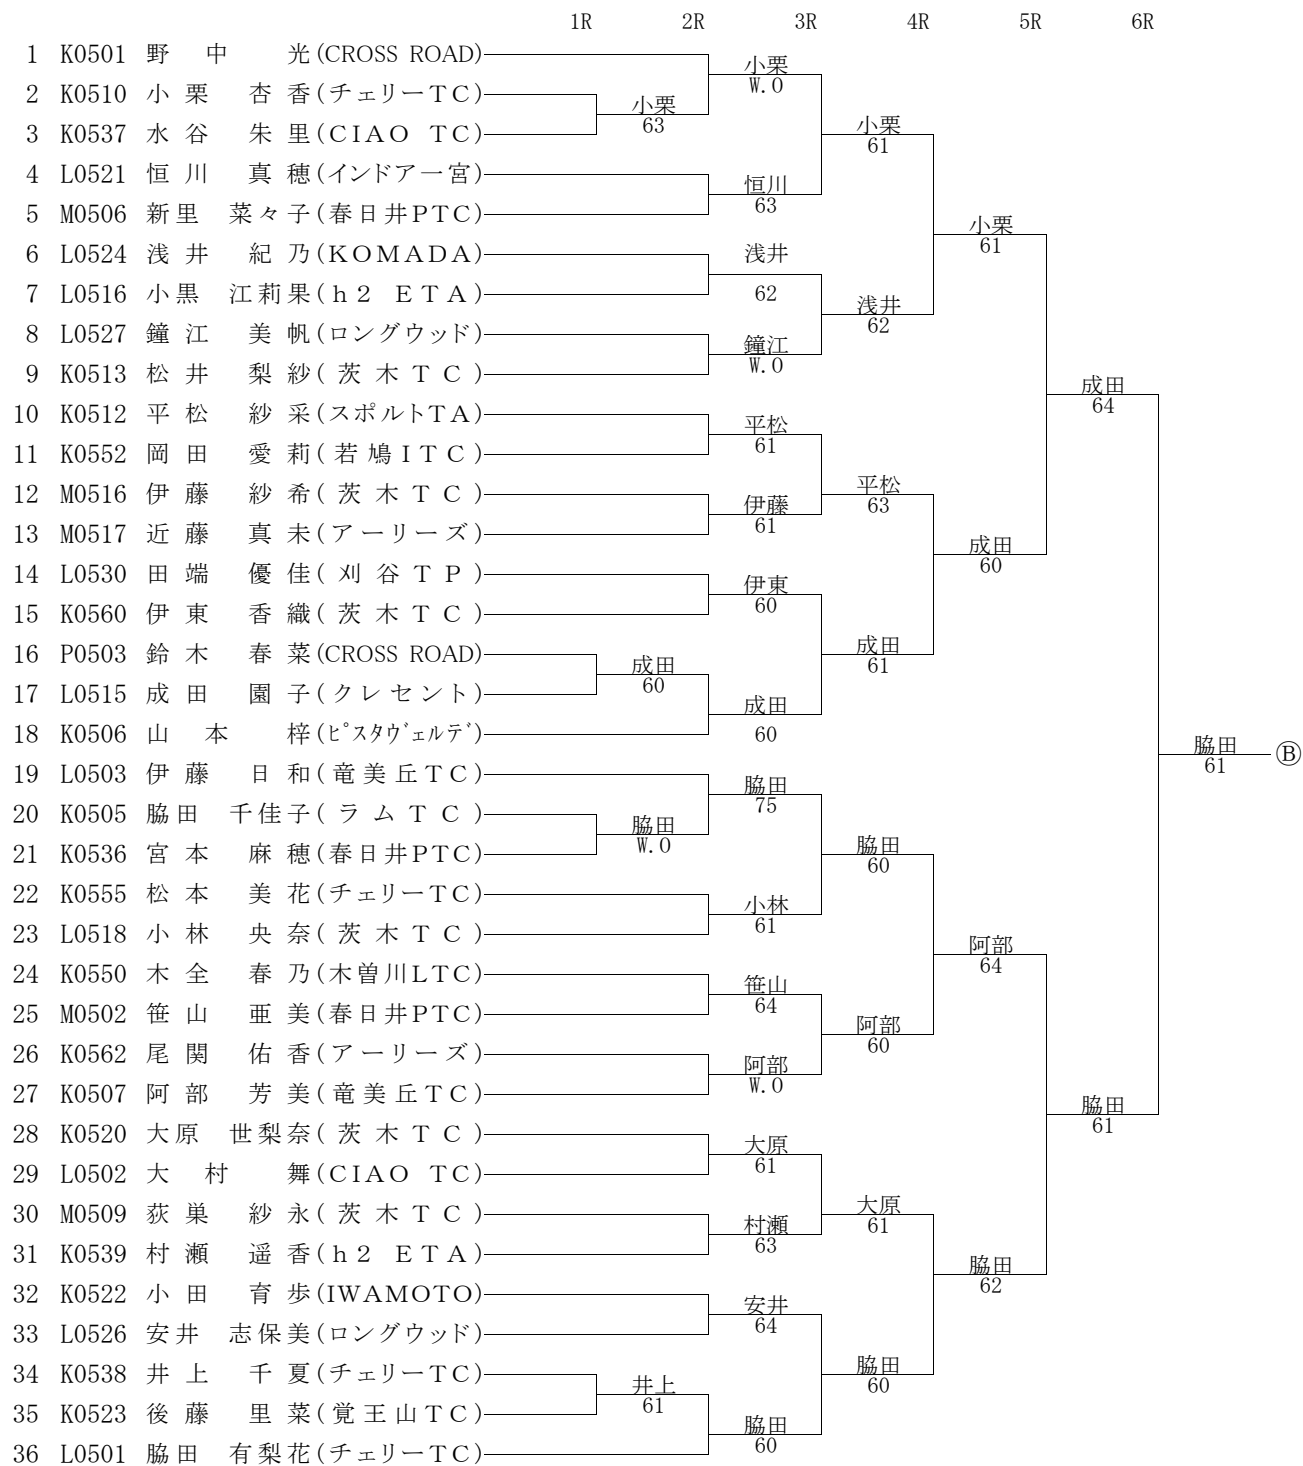 1R 2R 3R 4R 5R 6R
1 K0501 野 中 光(CROSS ROAD)
小栗
W.0
2 K0510 小 栗 杏 香(チェリーTC)
小栗
63
3 K0537 水 谷 朱 里(CIAO TC)
小栗
61
4 L0521 恒 川 真 穂(インドア一宮)
恒川
63
5 M0506 新里 菜々子(春日井PTC)
小栗
61
6 L0524 浅 井 紀 乃(KOMADA)
浅井
62
7 L0516 小黒 江莉果(h2 ETA)
浅井
62
8 L0527 鐘 江 美 帆(ロングウッド)
鐘江
W.0
9 K0513 松 井 梨 紗(茨木TC)
成田
64
10 K0512 平 松 紗 采(スポルトTA)
平松
61
11 K0552 岡 田 愛 莉(若鳩ITC)
平松
63
12 M0516 伊 藤 紗 希(茨木TC)
伊藤
61
13 M0517 近 藤 真 未(アーリーズ)
成田
60
14 L0530 田 端 優 佳(刈谷TP)
伊東
60
15 K0560 伊 東 香 織(茨木TC)
成田
61
16 P0503 鈴 木 春 菜(CROSS ROAD)
成田
60
17 L0515 成 田 園 子(クレセント)
成田
60
18 K0506 山 本 梓(ピスタヴェルデ)
脇田
61
Ⓑ
19 L0503 伊 藤 日 和(竜美丘TC)
脇田
75
20 K0505 脇田 千佳子(ラムTC)
脇田
W.0
21 K0536 宮 本 麻 穂(春日井PTC)
脇田
60
22 K0555 松 本 美 花(チェリーTC)
小林
61
23 L0518 小 林 央 奈(茨木TC)
阿部
64
24 K0550 木 全 春 乃(木曽川LTC)
笹山
64
25 M0502 笹 山 亜 美(春日井PTC)
阿部
60
26 K0562 尾 関 佑 香(アーリーズ)
阿部
W.0
27 K0507 阿 部 芳 美(竜美丘TC)
脇田
61
28 K0520 大原 世梨奈(茨木TC)
大原
61
29 L0502 大 村 舞(CIAO TC)
大原
61
30 M0509 荻 巣 紗 永(茨木TC)
村瀬
63
31 K0539 村 瀬 遥 香(h2 ETA)
脇田
62
32 K0522 小 田 育 歩(IWAMOTO)
安井
64
33 L0526 安井 志保美(ロングウッド)
脇田
60
34 K0538 井 上 千 夏(チェリーTC)
井上
61
35 K0523 後 藤 里 菜(覚王山TC)
脇田
60
36 L0501 脇田 有梨花(チェリーTC)